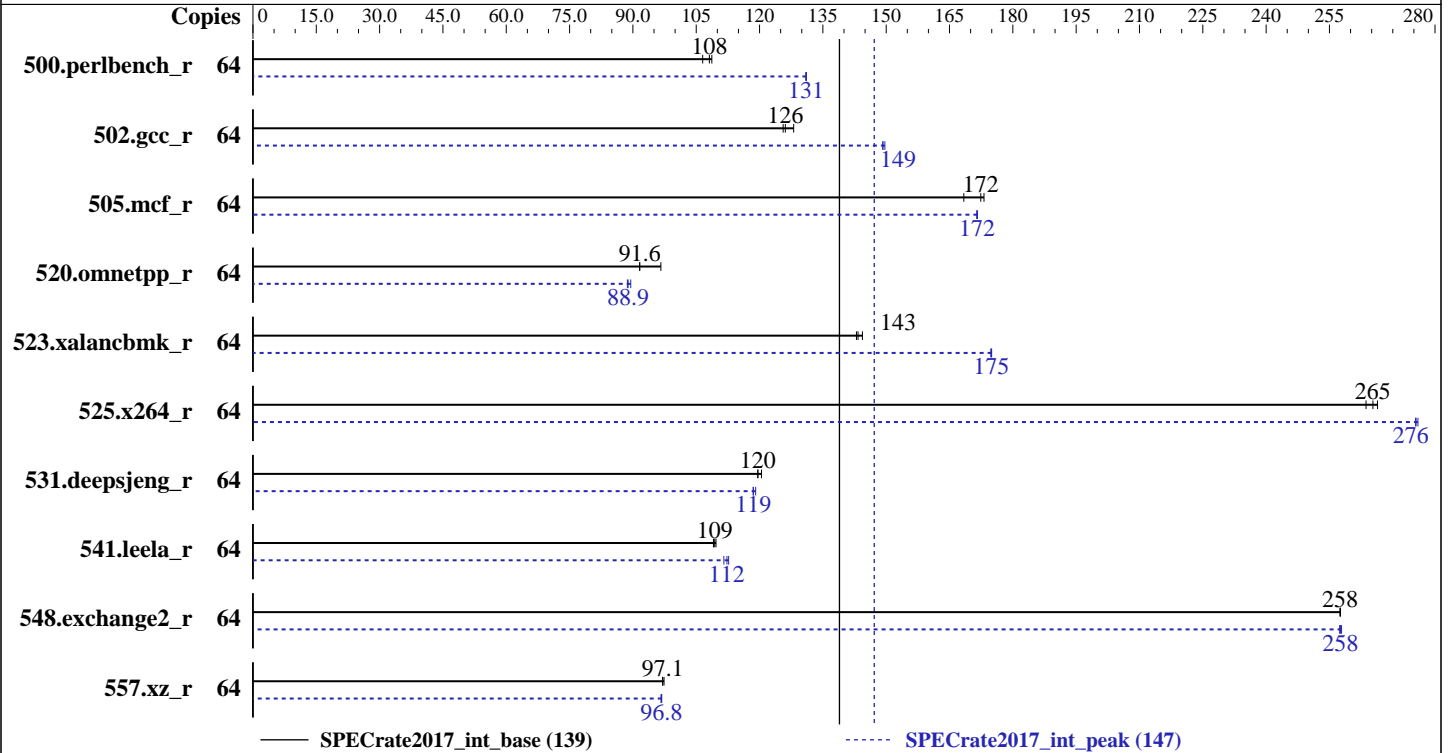 Copies 0 15.0 30.0 45.0 60.0 75.0 90.0 105 120 135 150 165 180 195 210 225 240 255 280
108
500.perlbench_r 64
131
126
502.gcc_r 64
149
172
505.mcf_r 64
172
91.6
520.omnetpp_r 64
88.9
143
523.xalancbmk_r 64
175
265
525.x264_r 64
276
120
531.deepsjeng_r 64
119
109
541.leela_r 64
112
258
548.exchange2_r 64
258
97.1
557.xz_r 64
96.8
SPECrate2017_int_base (139) SPECrate2017_int_peak (147)